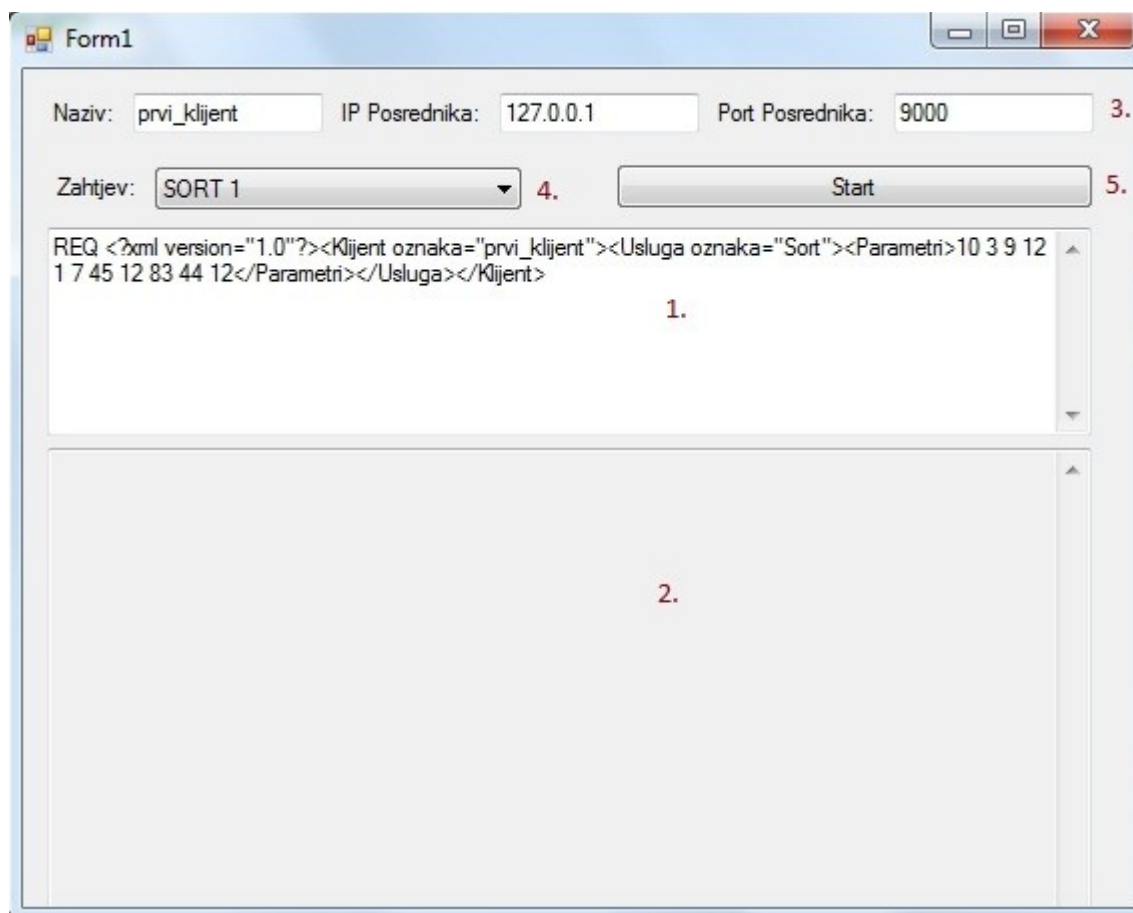 Form1
Naziv: prvi_klijent IP Posrednika: 127.0.0.1 Port Posrednika: 9000 3.
Zahtjev: SORT 1 4. Start 5.
REQ <?xml version="1.0"?><Klijent oznaka="prvi_klijent"><Usluga oznaka="Sort"><Parametri>10 3 9 12
1 7 45 12 83 44 12</Parametri></Usluga></Klijent>
1.
2.